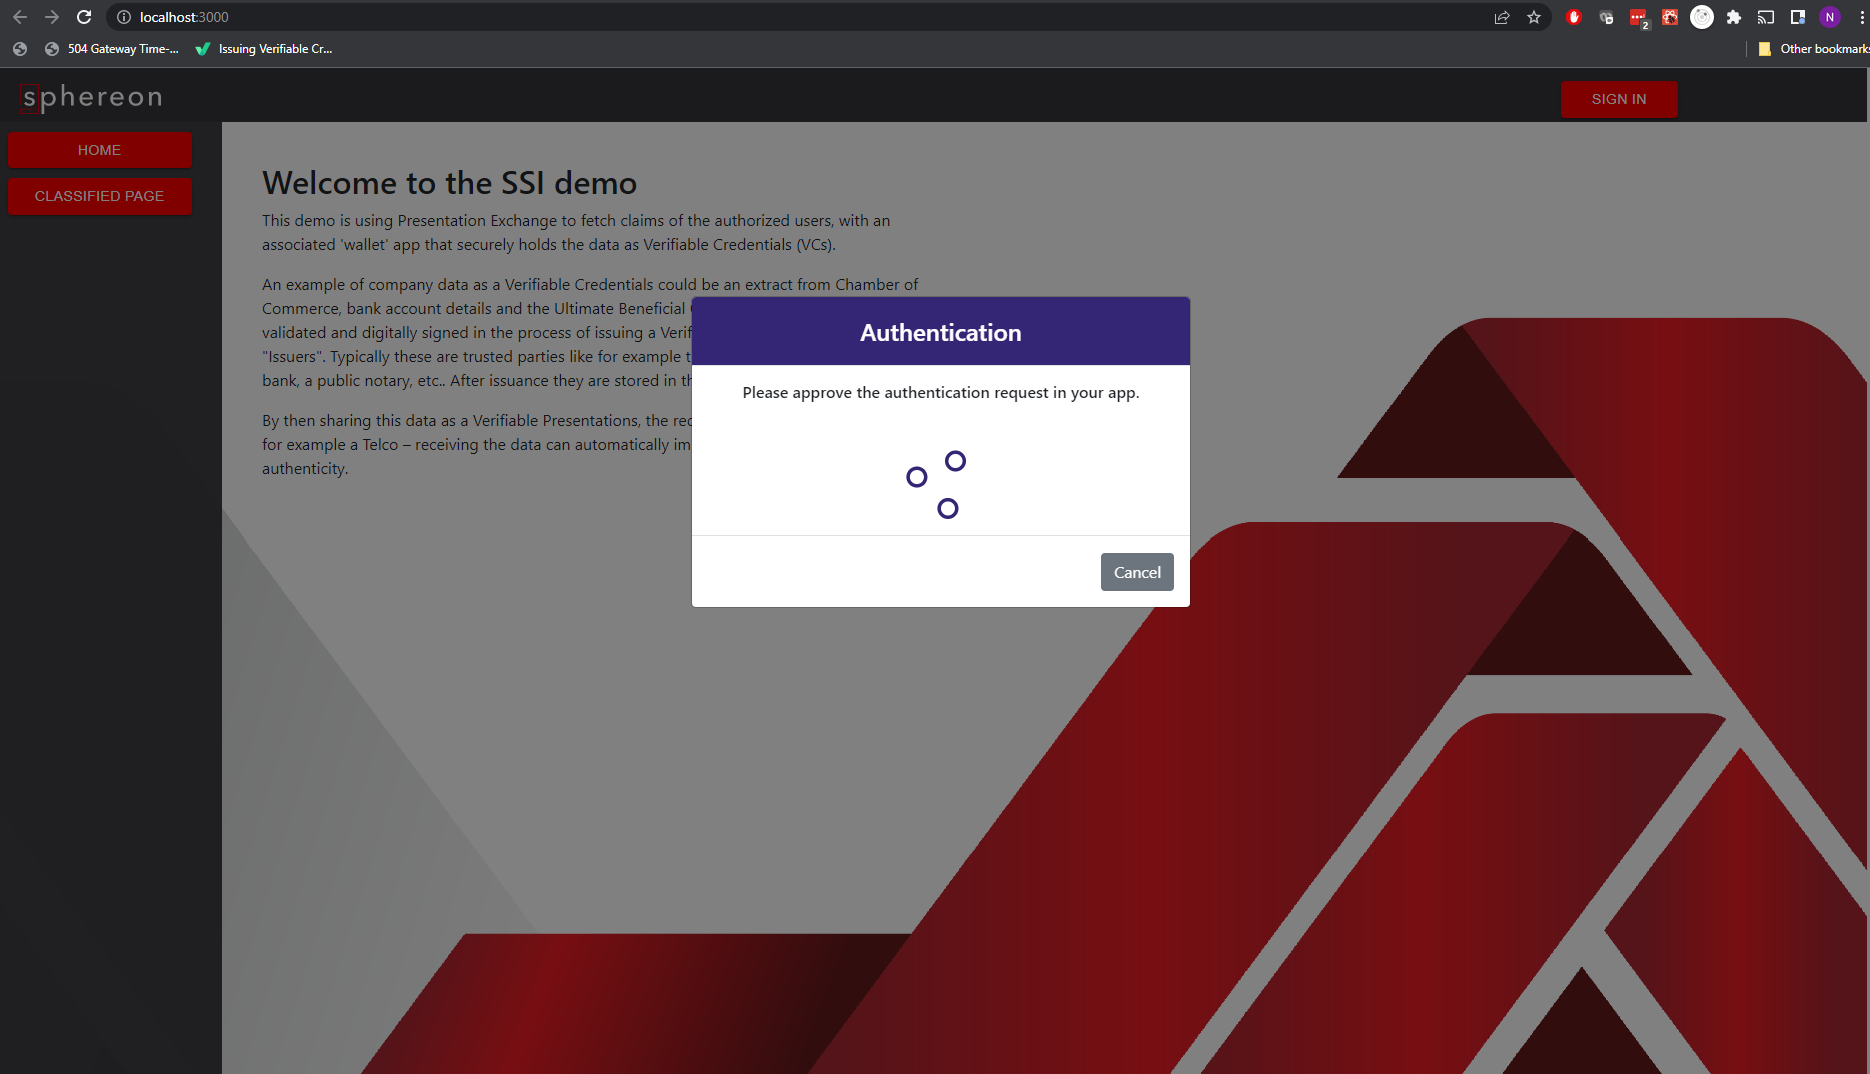 localhost:3000
2
N
504 Gateway Time-...
Issuing Verifiable Cr...
Other bookmarks
sphereon
SIGN IN
HOME
CLASSIFIED PAGE
Welcome to the SSI demo
This demo is using Presentation Exchange to fetch claims of the authorized users, with an
associated 'wallet' app that securely holds the data as Verifiable Credentials (VCs).
An example of company data as a Verifiable Credentials could be an extract from Chamber of
Commerce, bank account details and the Ultimate Beneficial
validated and digitally signed in the process of issuing a Verif
"Issuers". Typically these are trusted parties like for example t
bank, a public notary, etc.. After issuance they are stored in th
By then sharing this data as a Verifiable Presentations, the rec
for example a Telco – receiving the data can automatically im
authenticity.
Authentication
Please approve the authentication request in your app.
Cancel